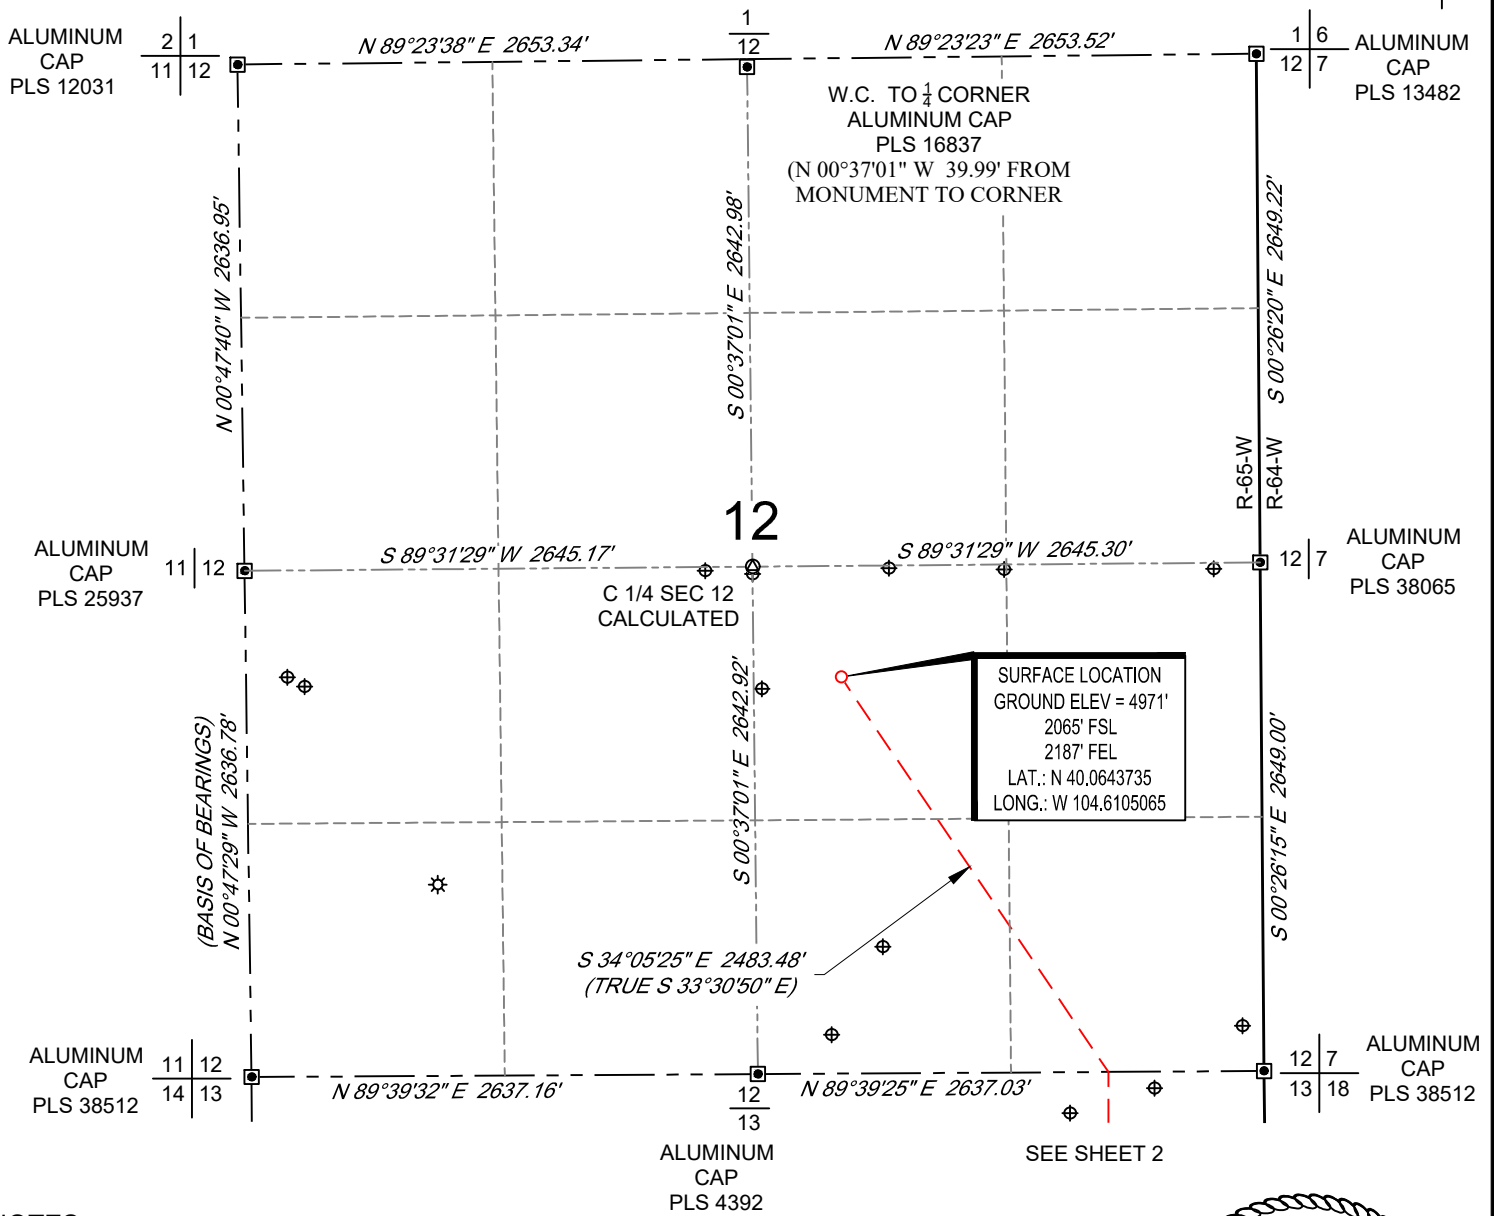 ALUMINUM
CAP
PLS 12031
2 1
11 12
N 89°23'38" E 2653.34'
1
12
N 89°23'23" E 2653.52'
1 6
12 7
ALUMINUM
CAP
PLS 13482
W.C. TO 1/4 CORNER
ALUMINUM CAP
PLS 16837
(N 00°37'01" W 39.99' FROM
MONUMENT TO CORNER
N 00°47'40" W 2636.95'
S 00°37'01" E 2642.98'
S 00°26'20" E 2649.22'
R-65-W
R-64-W
12
ALUMINUM
CAP
PLS 25937
11 12
S 89°31'29" W 2645.17'
S 89°31'29" W 2645.30'
12 7
ALUMINUM
CAP
PLS 38065
C 1/4 SEC 12
CALCULATED
SURFACE LOCATION
GROUND ELEV = 4971'
2065' FSL
2187' FEL
LAT.: N 40.0643735
LONG.: W 104.6105065
(BASIS OF BEARINGS)
N 00°47'29" W 2636.78'
S 00°37'01" E 2642.92'
S 00°26'15" E 2649.00'
S 34°05'25" E 2483.48'
(TRUE S 33°30'50" E)
ALUMINUM
CAP
PLS 38512
11 12
14 13
N 89°39'32" E 2637.16'
12
13
N 89°39'25" E 2637.03'
12 7
13 18
ALUMINUM
CAP
PLS 38512
ALUMINUM
CAP
PLS 4392
SEE SHEET 2